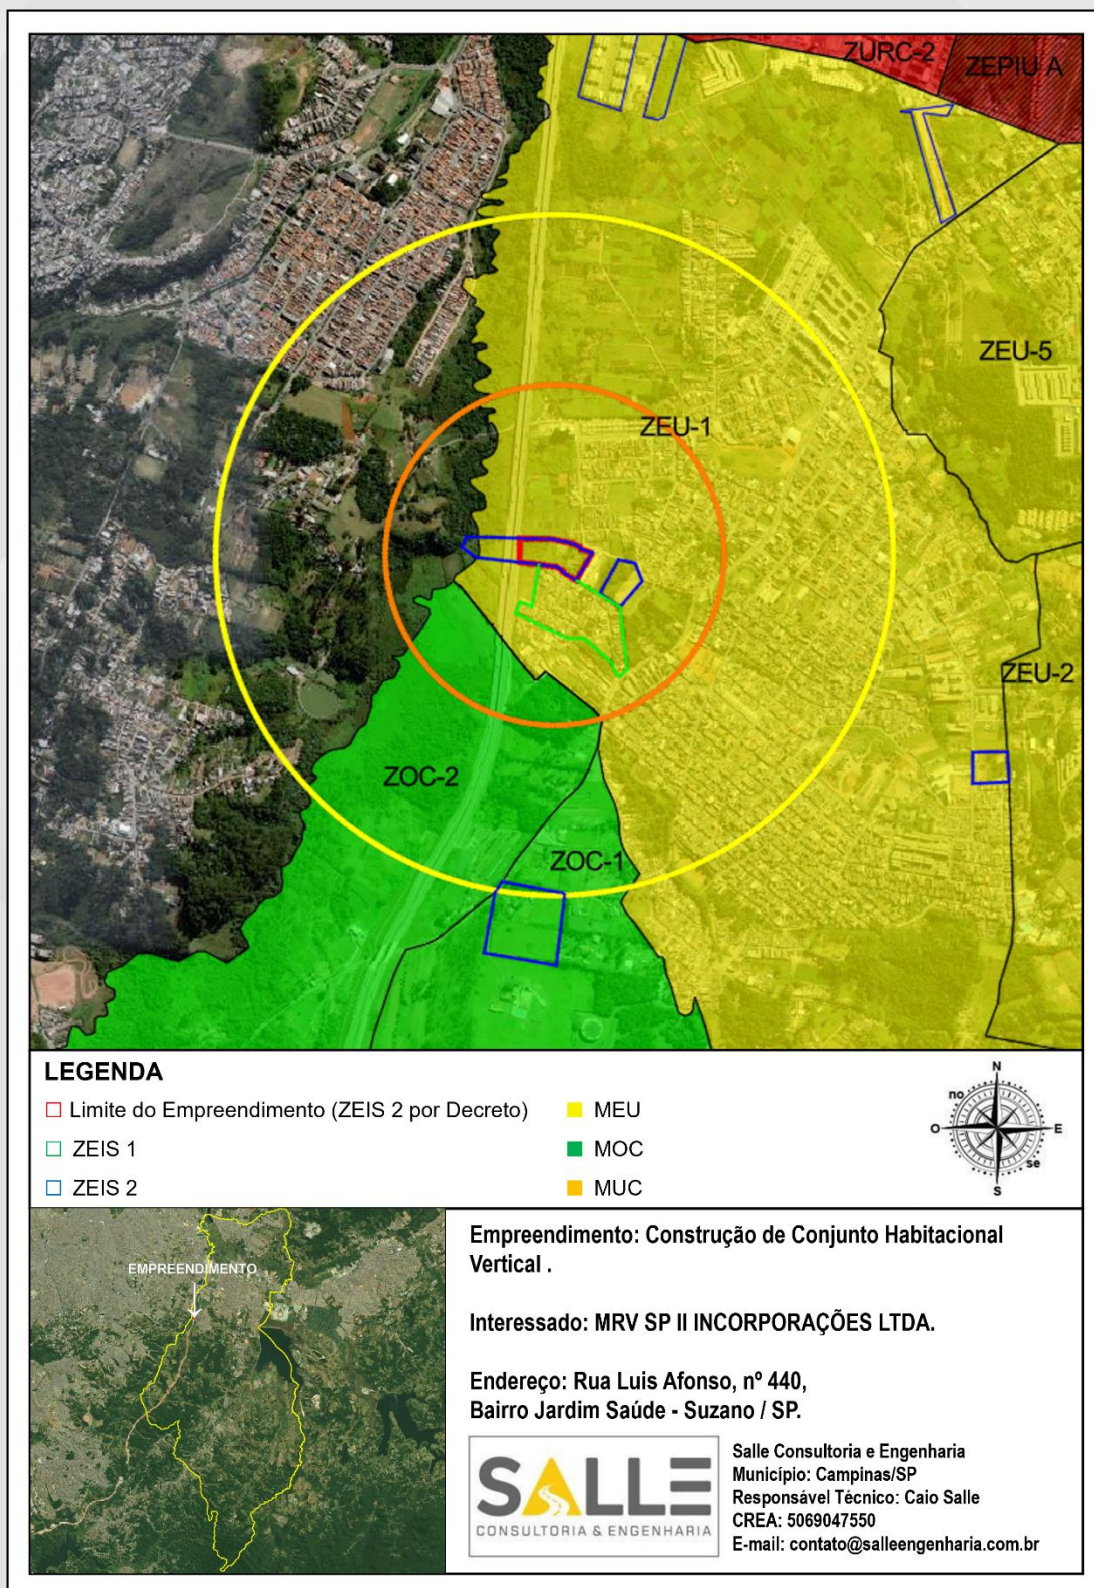 ZURC-2
ZEPIU A
ZEU-5
ZEU-1
ZEU-2
ZOC-2
ZOC-1
LEGENDA
Limite do Empreendimento (ZEIS 2 por Decreto)
ZEIS 1
ZEIS 2
MEU
MOC
MUC
N
no
O
E
se
S
EMPREENDIMENTO
Empreendimento: Construção de Conjunto Habitacional
Vertical .
Interessado: MRV SP II INCORPORAÇÕES LTDA.
Endereço: Rua Luis Afonso, nº 440,
Bairro Jardim Saúde - Suzano / SP.
SALLE
CONSULTORIA & ENGENHARIA
Salle Consultoria e Engenharia
Município: Campinas/SP
Responsável Técnico: Caio Salle
CREA: 5069047550
E-mail: contato@salleengenharia.com.br